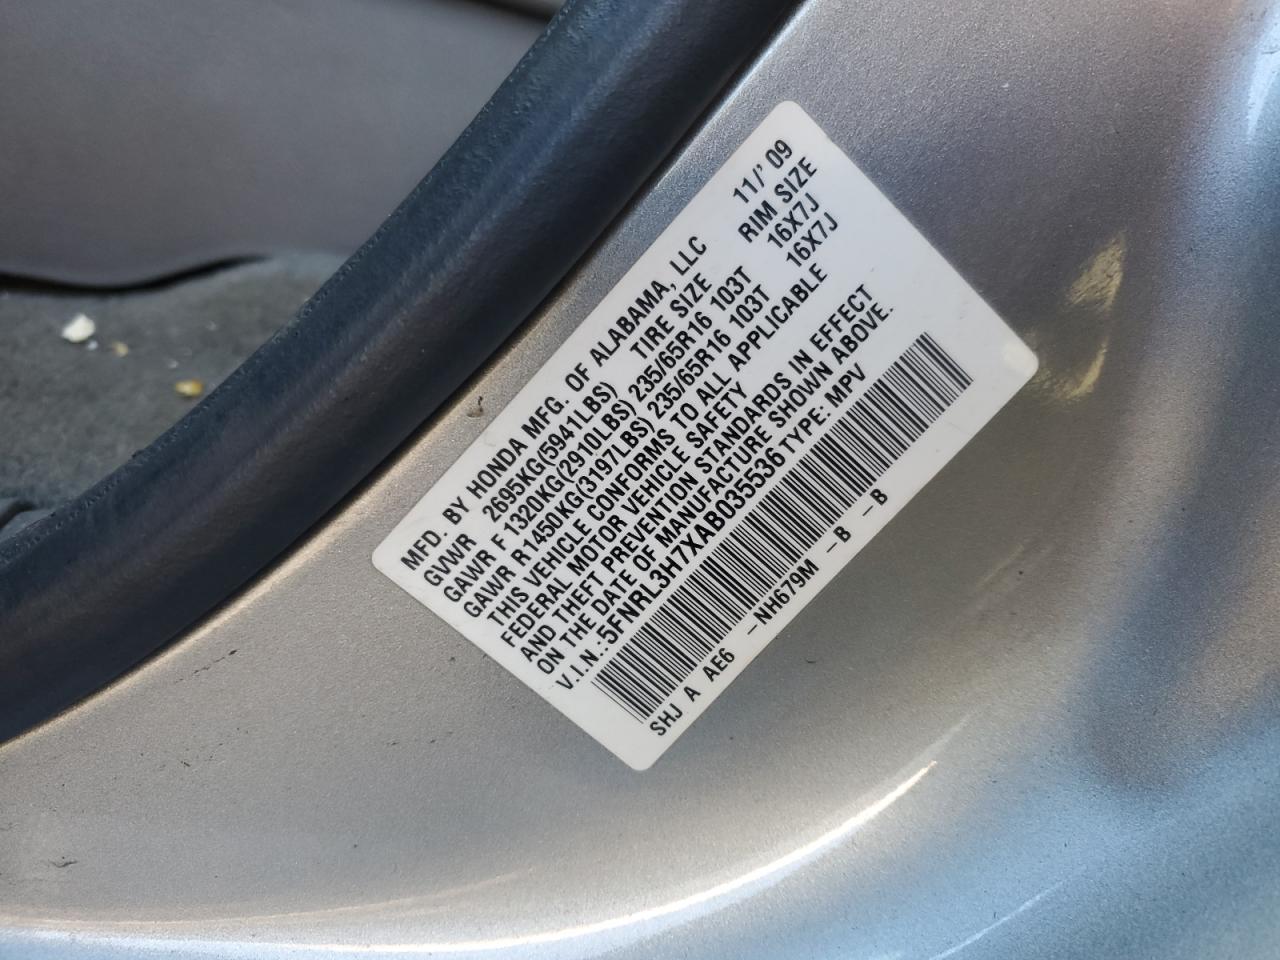 MFD. BY HONDA MFG. OF ALABAMA, LLC 11/' 09
GVWR 2695KG(5941LBS) TIRE SIZE RIM SIZE
GAWR F 1320KG(2910LBS) 235/65R16 103T 16X7J
GAWR R1450KG(3197LBS) 235/65R16 103T 16X7J
THIS VEHICLE CONFORMS TO ALL APPLICABLE
FEDERAL MOTOR VEHICLE SAFETY
AND THEFT PREVENTION STANDARDS IN EFFECT
ON THE DATE OF MANUFACTURE SHOWN ABOVE.
V.I.N.:5FNRL3H7XAB035536 TYPE: MPV
SHJ A AE6 -NH679M -B -B